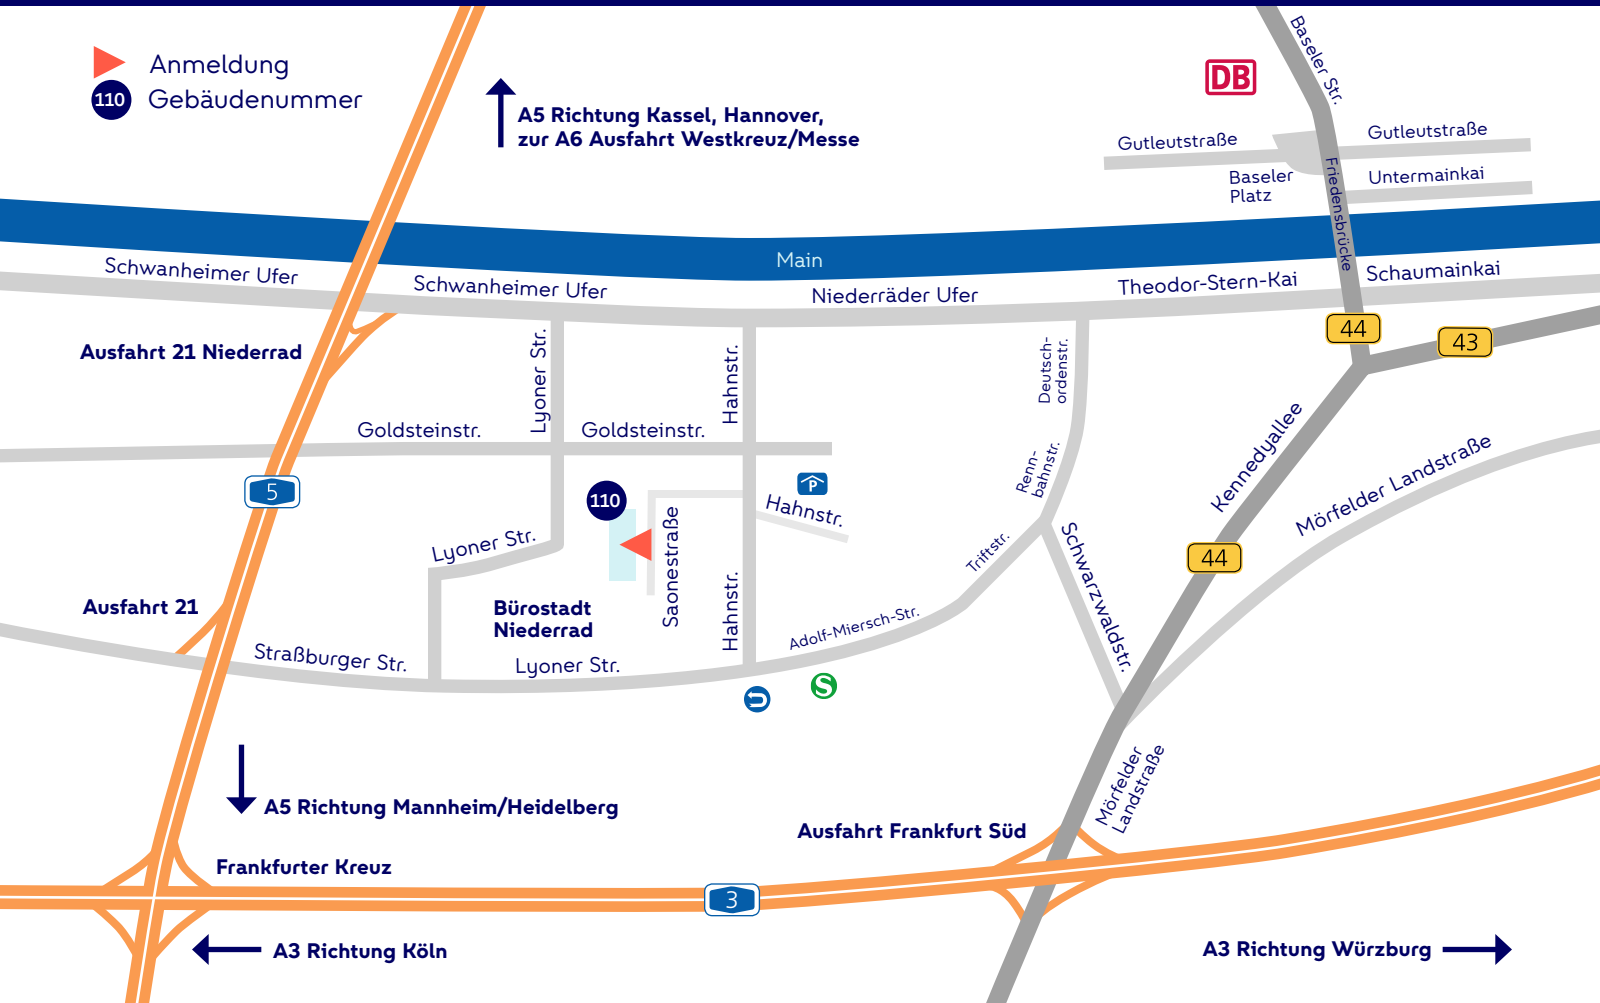 Anmeldung
110
Gebäudenummer
A5 Richtung Kassel, Hannover,
zur A6 Ausfahrt Westkreuz/Messe
DB
Baseler Str.
Gutleutstraße
Gutleutstraße
Baseler
Platz
Untermainkai
Friedensbrücke
Main
Schwanheimer Ufer
Schwanheimer Ufer
Niederräder Ufer
Theodor-Stern-Kai
Schaumainkai
44
43
Ausfahrt 21 Niederrad
Lyoner Str.
Hahnstr.
Deutsch-
ordenstr.
Goldsteinstr.
Goldsteinstr.
5
110
P
Hahnstr.
Renn-
bahnstr.
Kennedyallee
Mörfelder Landstraße
Lyoner Str.
Saonestraße
Triftstr.
Schwarzwaldstr.
44
Ausfahrt 21
Bürostadt
Niederrad
Hahnstr.
Adolf-Miersch-Str.
Straßburger Str.
Lyoner Str.
U
S
A5 Richtung Mannheim/Heidelberg
Mörfelder
Landstraße
Ausfahrt Frankfurt Süd
Frankfurter Kreuz
3
A3 Richtung Köln
A3 Richtung Würzburg